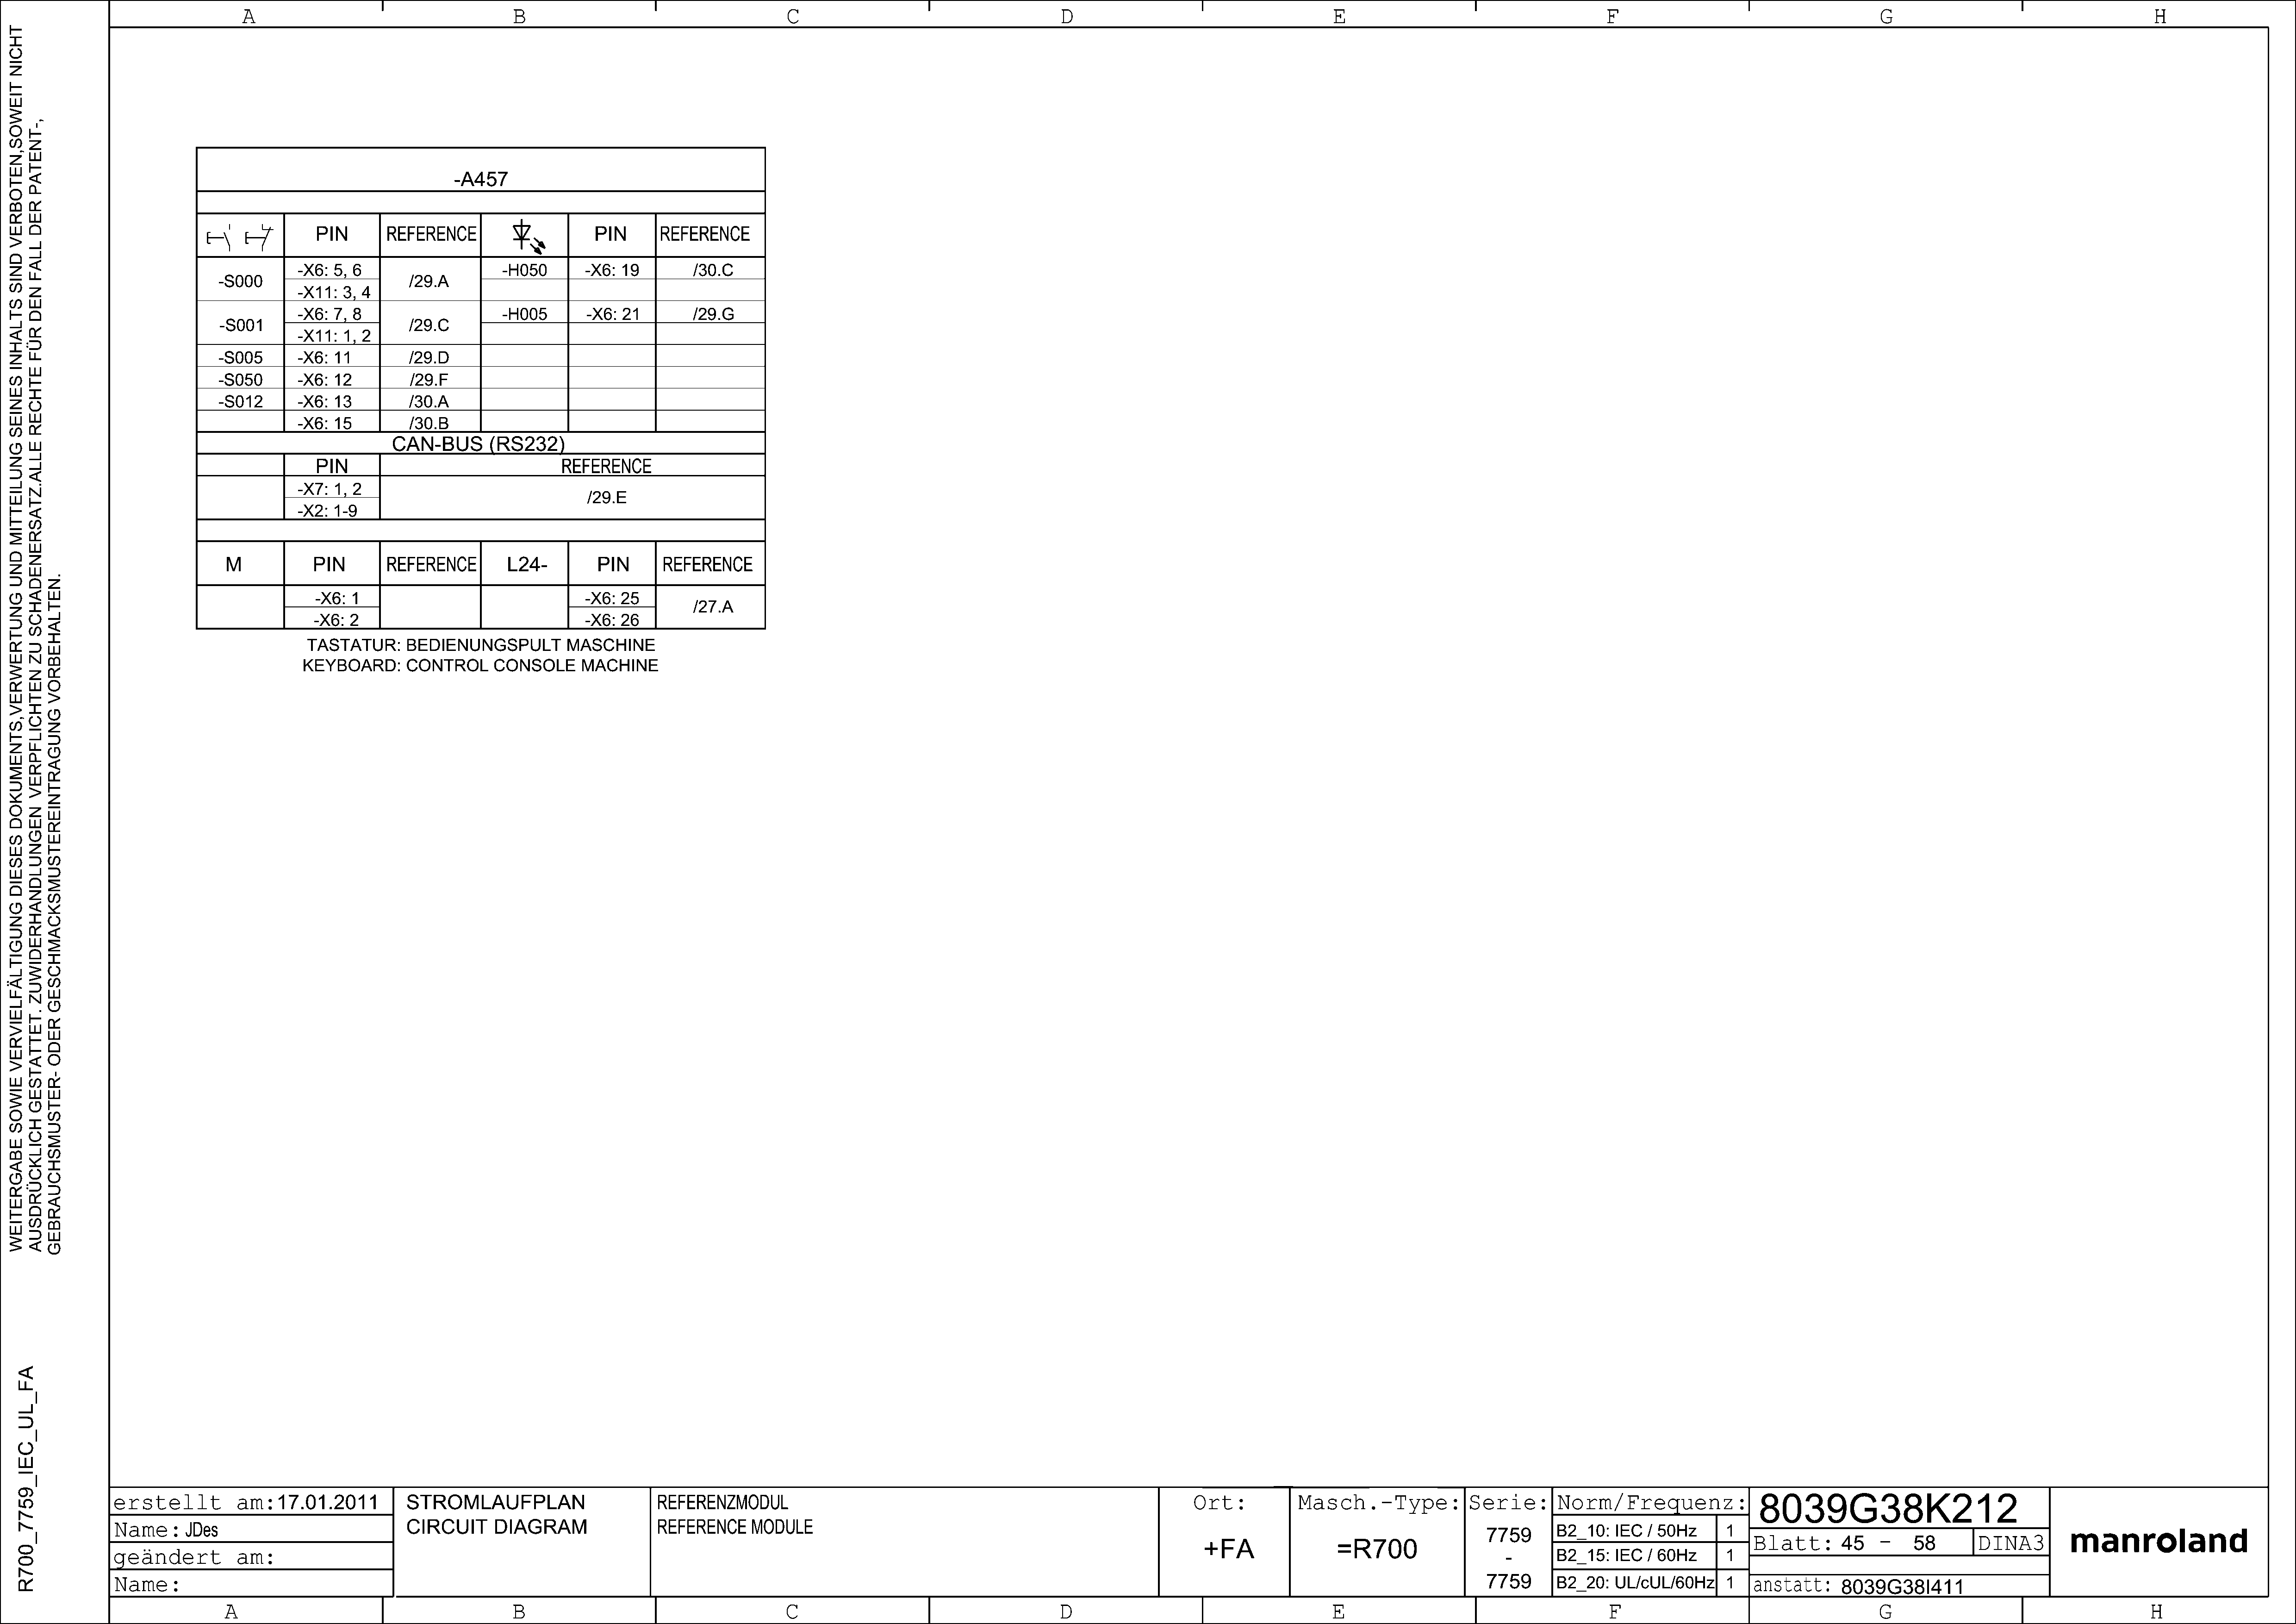 A B C D E F G H
WEITERGABE SOWIE VERVIELFÄLTIGUNG DIESES DOKUMENTS,VERWERTUNG UND MITTEILUNG SEINES INHALTS SIND VERBOTEN,SOWEIT NICHT
AUSDRÜCKLICH GESTATTET. ZUWIDERHANDLUNGEN VERPFLICHTEN ZU SCHADENERSATZ.ALLE RECHTE FÜR DEN FALL DER PATENT-,
GEBRAUCHSMUSTER- ODER GESCHMACKSMUSTEREINTRAGUNG VORBEHALTEN.
R700_7759_IEC_UL_FA
-A457
PIN REFERENCE PIN REFERENCE
-S000 -X6: 5, 6 /29.A -H050 -X6: 19 /30.C
-X11: 3, 4
-S001 -X6: 7, 8 /29.C -H005 -X6: 21 /29.G
-X11: 1, 2
-S005 -X6: 11 /29.D
-S050 -X6: 12 /29.F
-S012 -X6: 13 /30.A
-X6: 15 /30.B
CAN-BUS (RS232)
PIN REFERENCE
-X7: 1, 2 /29.E
-X2: 1-9
M PIN REFERENCE L24- PIN REFERENCE
-X6: 1 -X6: 25 /27.A
-X6: 2 -X6: 26
TASTATUR: BEDIENUNGSPULT MASCHINE
KEYBOARD: CONTROL CONSOLE MACHINE
erstellt am:17.01.2011
Name: JDes
geändert am:
Name:
STROMLAUFPLAN
CIRCUIT DIAGRAM
REFERENZMODUL
REFERENCE MODULE
Ort:
+FA
Masch.-Type:
=R700
Serie:
7759
-
7759
Norm/Frequenz:
B2_10: IEC / 50Hz 1
B2_15: IEC / 60Hz 1
B2_20: UL/cUL/60Hz 1
8039G38K212
Blatt: 45 - 58 DINA3
anstatt: 8039G38I411
manroland
A B C D E F G H